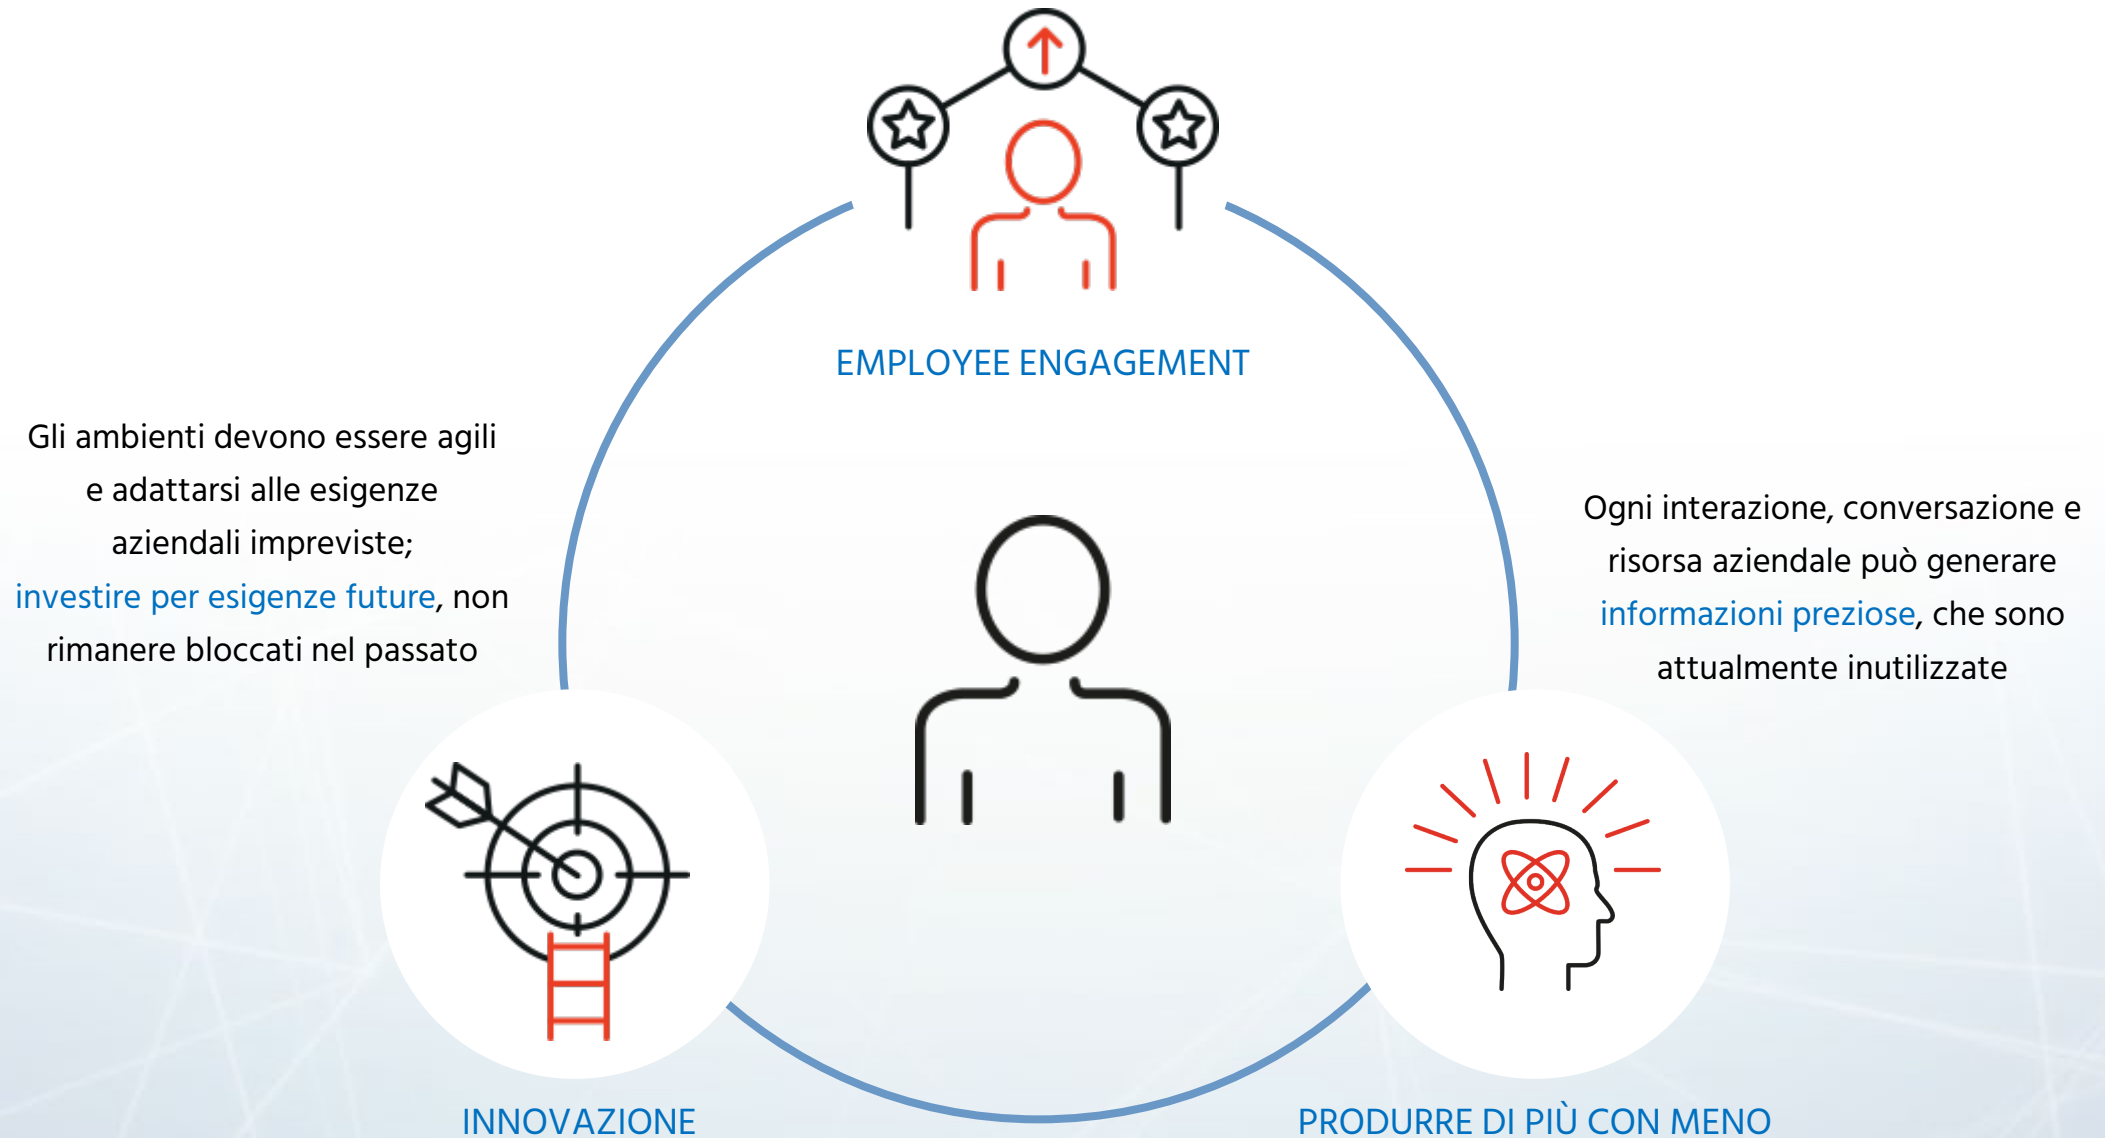 EMPLOYEE ENGAGEMENT
Gli ambienti devono essere agili
e adattarsi alle esigenze
aziendali impreviste;
investire per esigenze future, non
rimanere bloccati nel passato
Ogni interazione, conversazione e
risorsa aziendale può generare
informazioni preziose, che sono
attualmente inutilizzate
INNOVAZIONE
PRODURRE DI PIÙ CON MENO